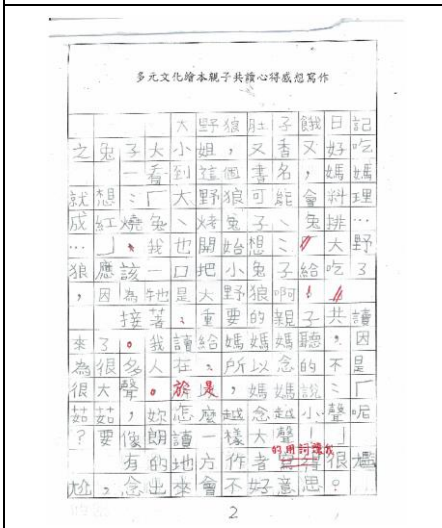 多元文化繪本親子共讀心得感想寫作
大野狼肚子餓日記
之兔子大小姐,又香又好吃
一看到這個書名,媽媽
就想:「大野狼可能會料理
成紅燒兔、烤兔子、兔排…
…」,我也開始想:「大野
狼應該一口把小兔子給吃了
,因為牠是大野狼啊!」
接著,重要的親子共讀
來了。我讀給媽媽媽聽,因
為很多人在,所以念的不是
很大聲。於是,媽媽說:「
茹茹,妳怎麼越念越小聲呢
?要像朗讀一樣大聲!」
的用詞讓我
有的地方作者寫得很尷
尬,念出來會不好意思。
2